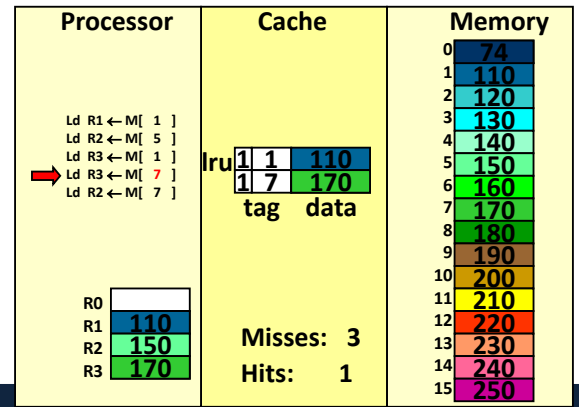 Processor
Cache
Memory
Ld R1 ← M[ 1 ]
Ld R2 ← M[ 5 ]
Ld R3 ← M[ 1 ]
Ld R3 ← M[ 7 ]
Ld R2 ← M[ 7 ]
R0
R1 110
R2 150
R3 170
lru 1 1 110
1 7 170
tag data
Misses: 3
Hits: 1
0 74
1 110
2 120
3 130
4 140
5 150
6 160
7 170
8 180
9 190
10 200
11 210
12 220
13 230
14 240
15 250